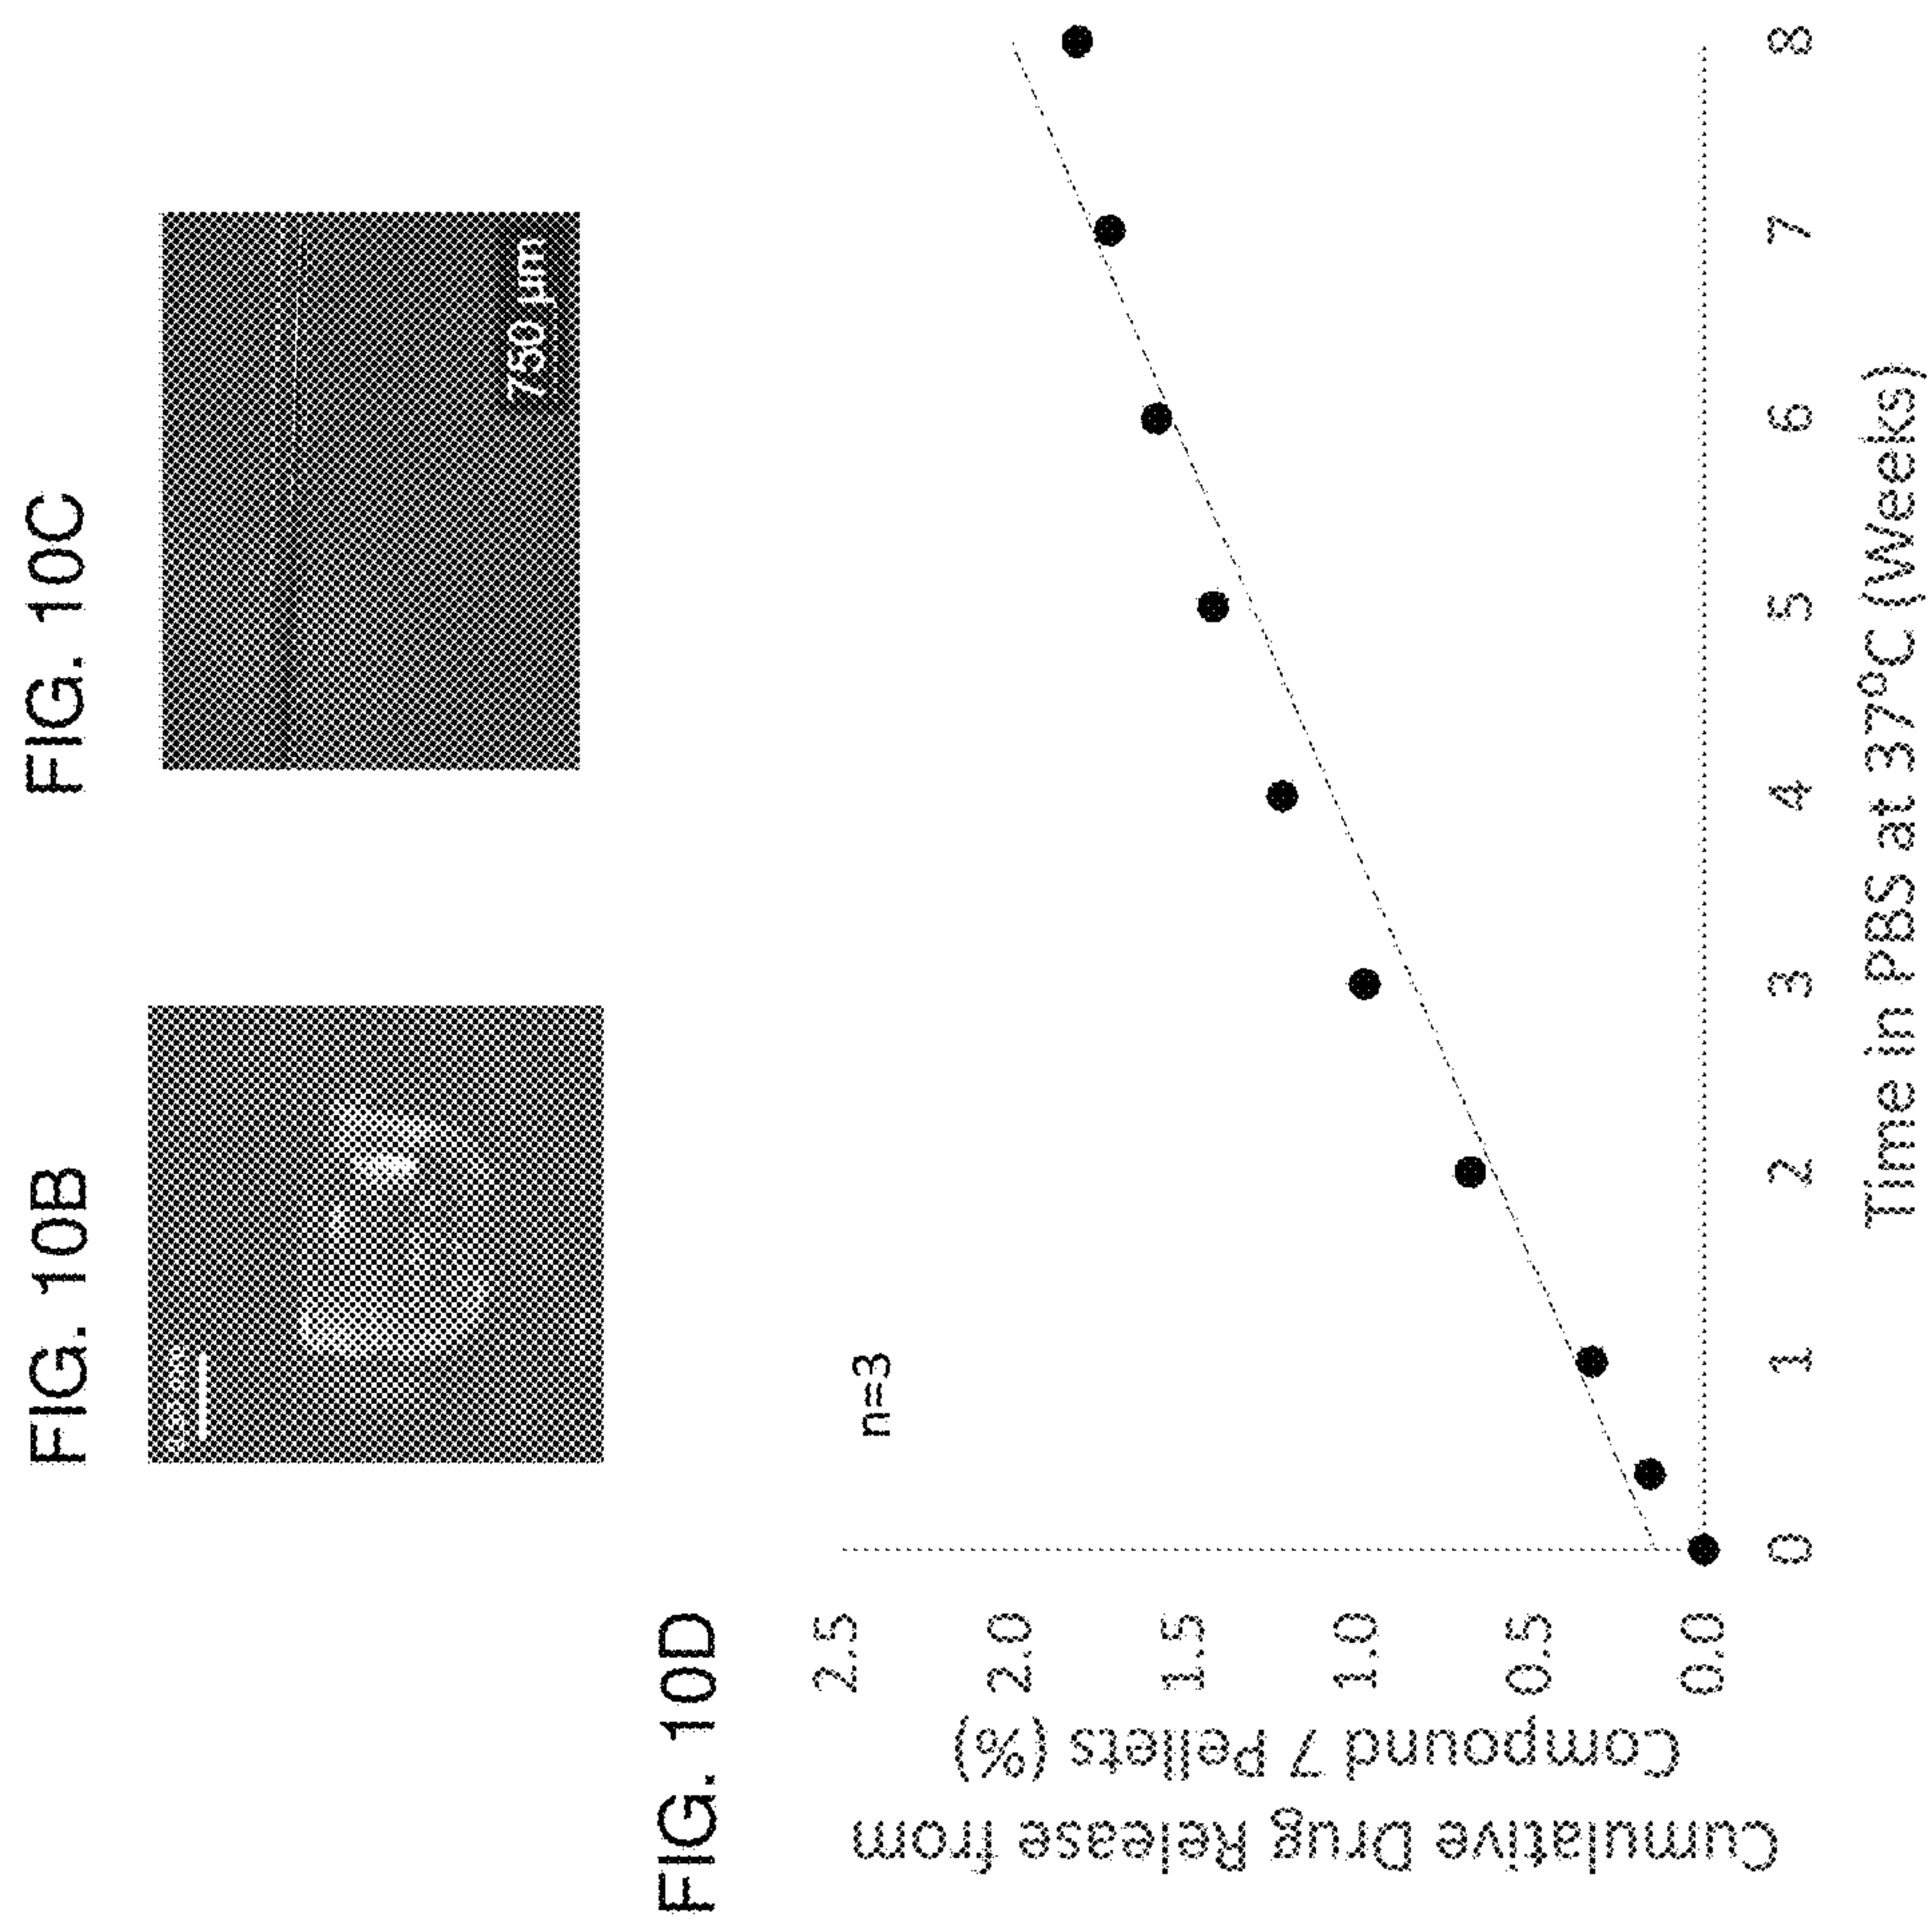 FIG. 10B
FIG. 10C
750 µm
FIG. 10D
Cumulative Drug Release from
Compound 7 Pellets (%)
2.5
2.0
1.5
1.0
0.5
0.0
n=3
0 1 2 3 4 5 6 7 8
Time in PBS at 37ºC (Weeks)